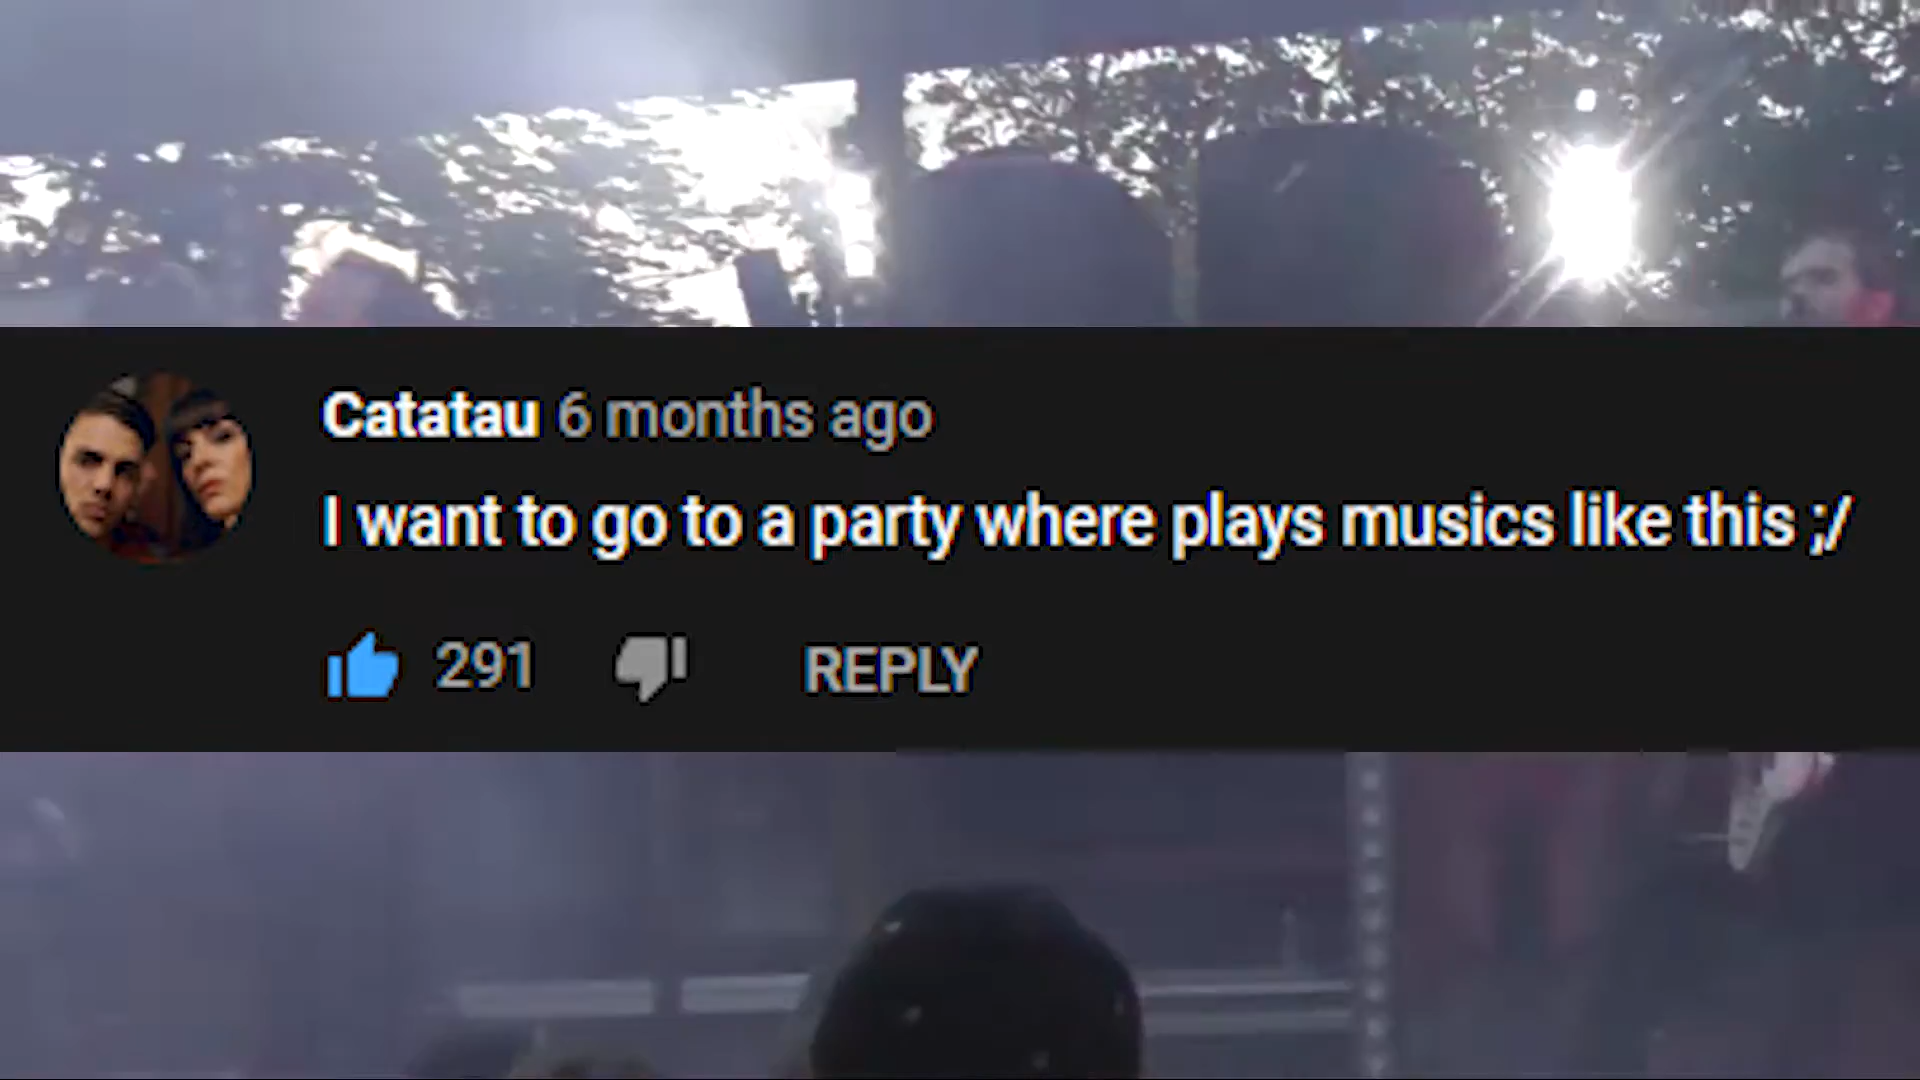 Catatau 6 months ago
I want to go to a party where plays musics like this ;/
291 REPLY